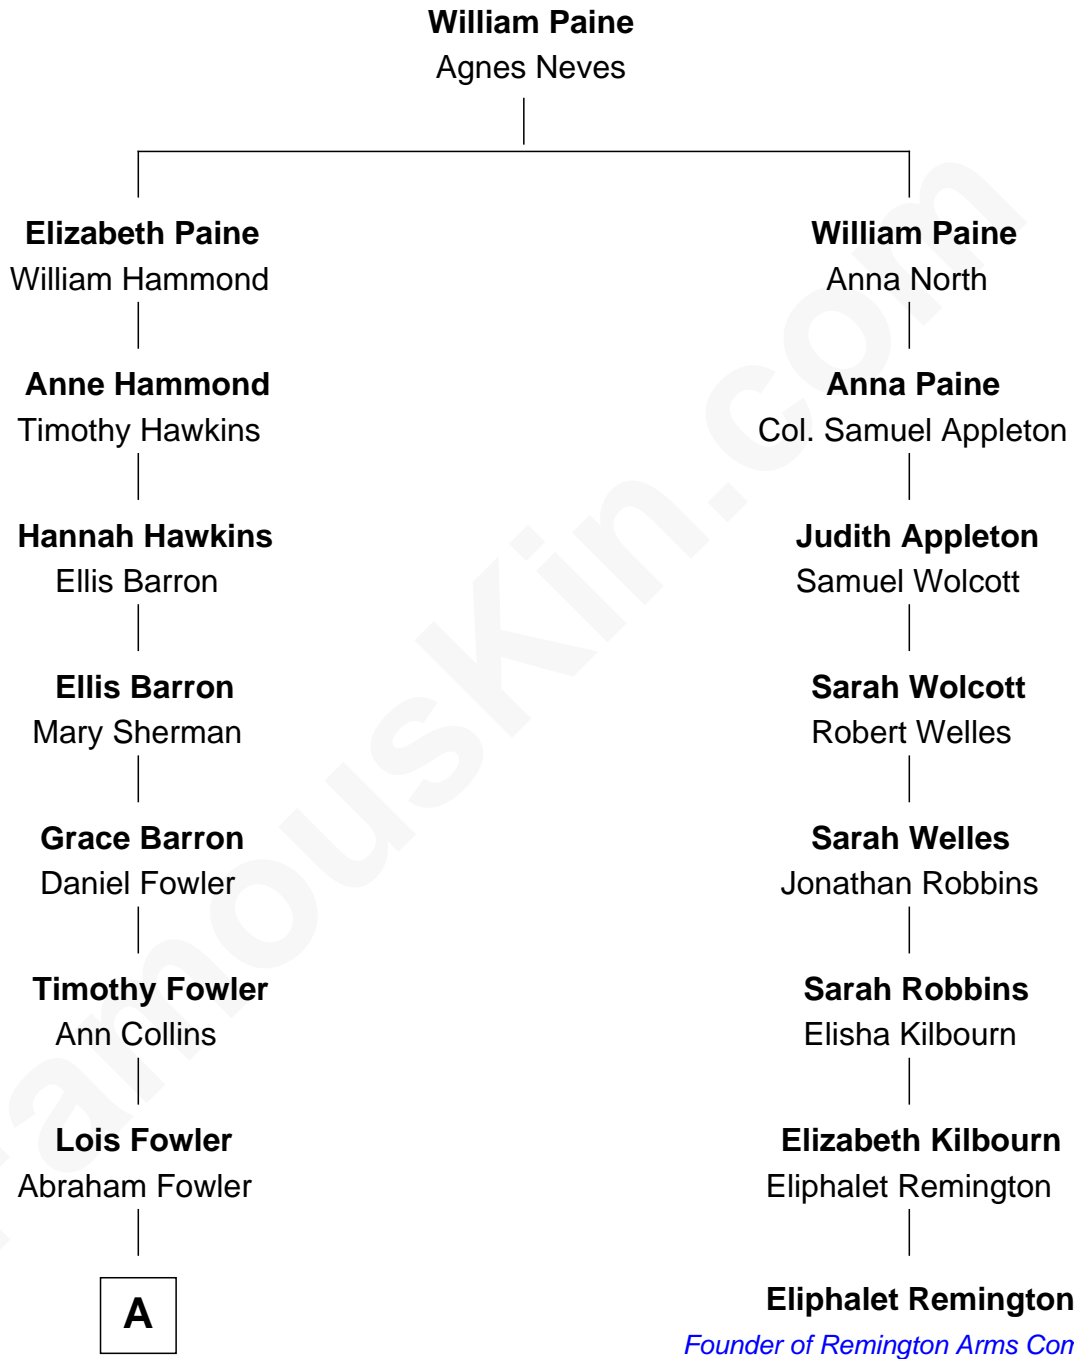 William Paine
Agnes Neves
Elizabeth Paine
William Hammond
William Paine
Anna North
Anne Hammond
Timothy Hawkins
Anna Paine
Col. Samuel Appleton
Hannah Hawkins
Ellis Barron
Judith Appleton
Samuel Wolcott
Ellis Barron
Mary Sherman
Sarah Wolcott
Robert Welles
Grace Barron
Daniel Fowler
Sarah Welles
Jonathan Robbins
Timothy Fowler
Ann Collins
Sarah Robbins
Elisha Kilbourn
Lois Fowler
Abraham Fowler
Elizabeth Kilbourn
Eliphalet Remington
A
Eliphalet Remington
Founder of Remington Arms Com
FamousKin.com